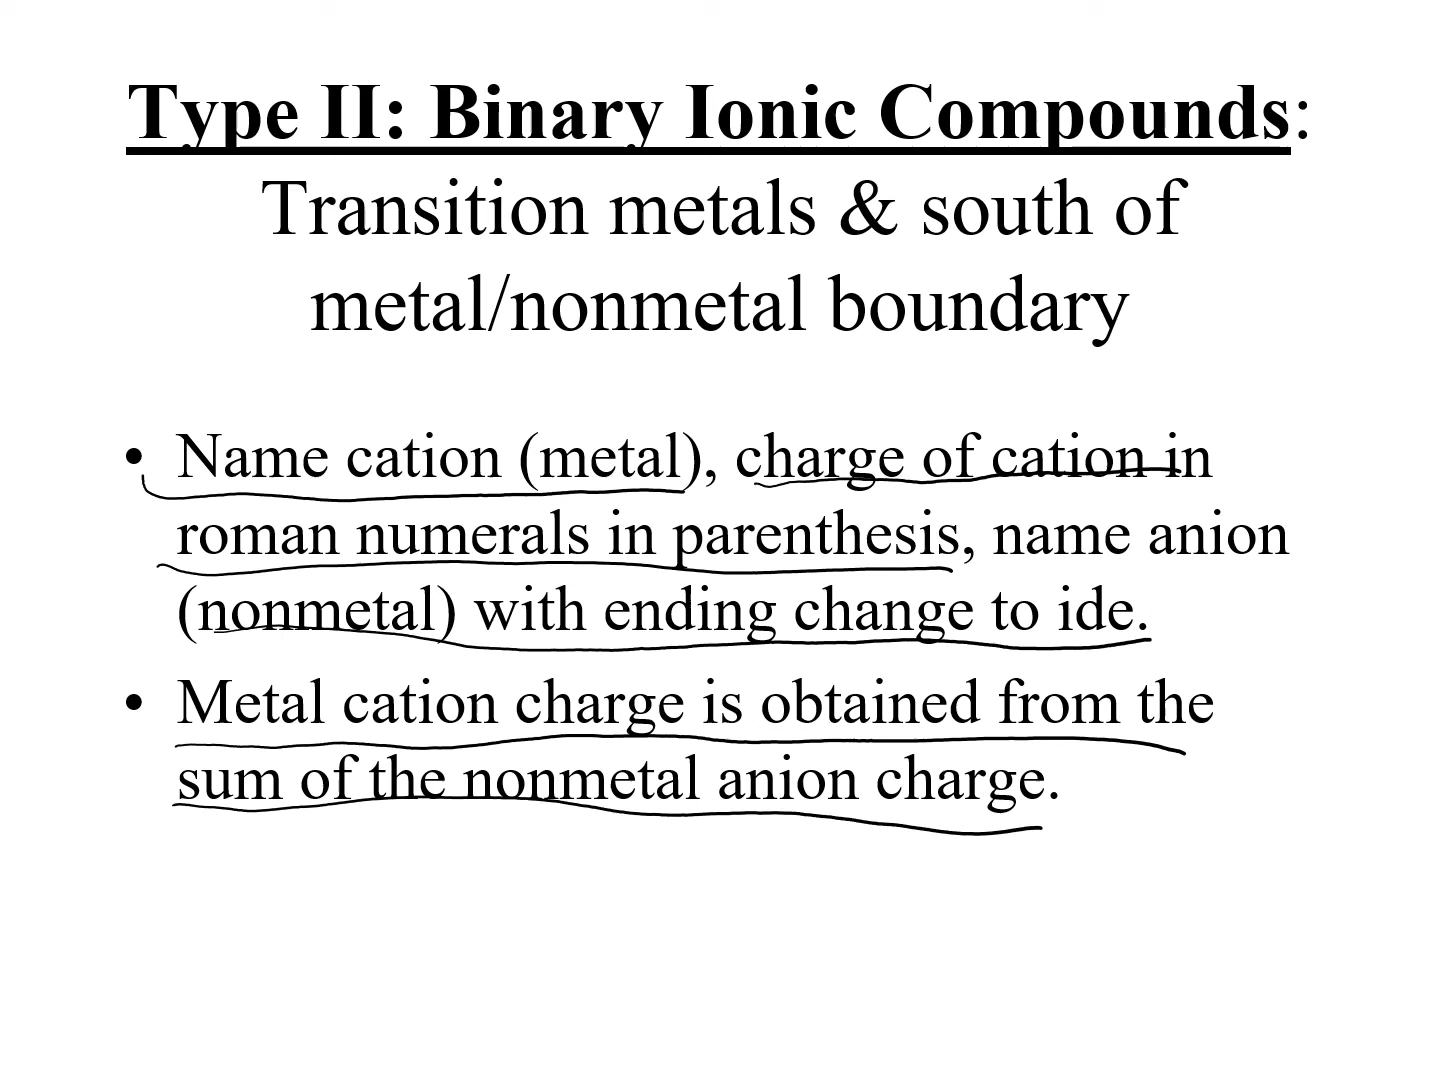 Type II: Binary Ionic Compounds:
Transition metals & south of
metal/nonmetal boundary
• Name cation (metal), charge of cation in
roman numerals in parenthesis, name anion
(nonmetal) with ending change to ide.
• Metal cation charge is obtained from the
sum of the nonmetal anion charge.